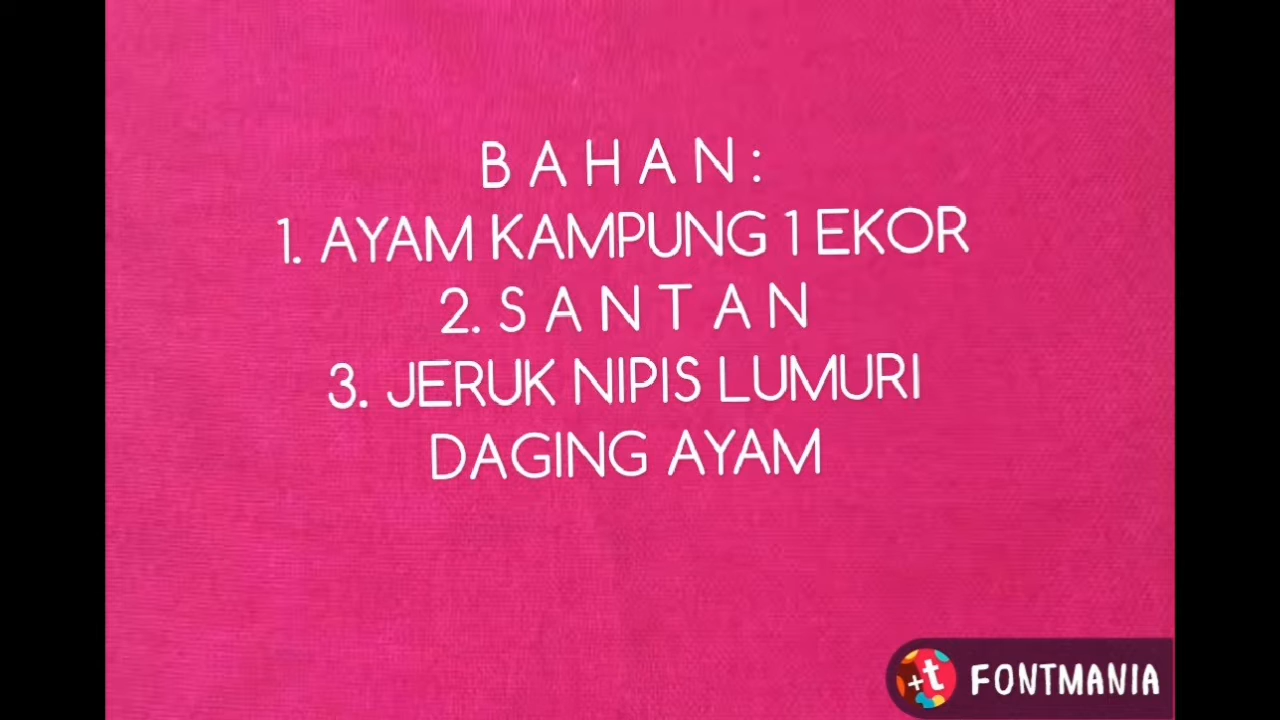 B A H A N :
1. AYAM KAMPUNG 1 EKOR
2. S A N T A N
3. JERUK NIPIS LUMURI
DAGING AYAM
+t FONTMANIA